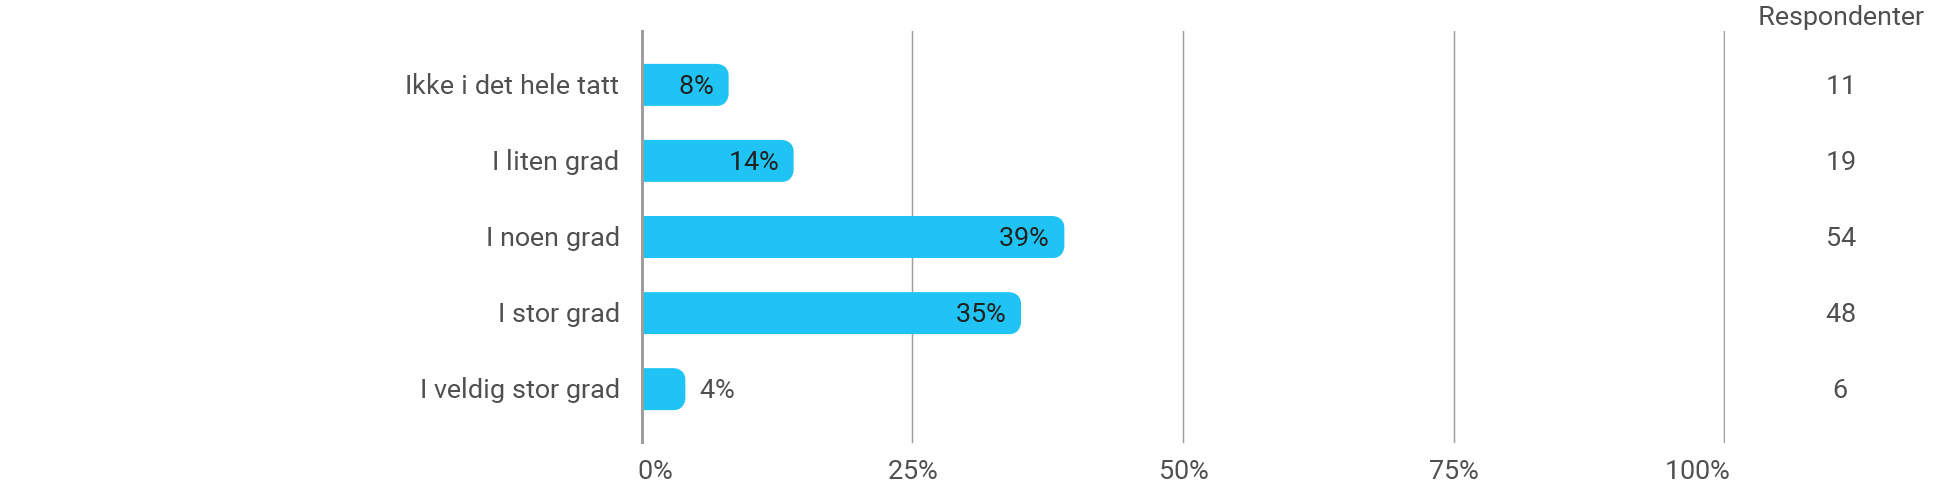 Respondenter
Ikke i det hele tatt 8% 11
I liten grad 14% 19
I noen grad 39% 54
I stor grad 35% 48
I veldig stor grad 4% 6
0% 25% 50% 75% 100%